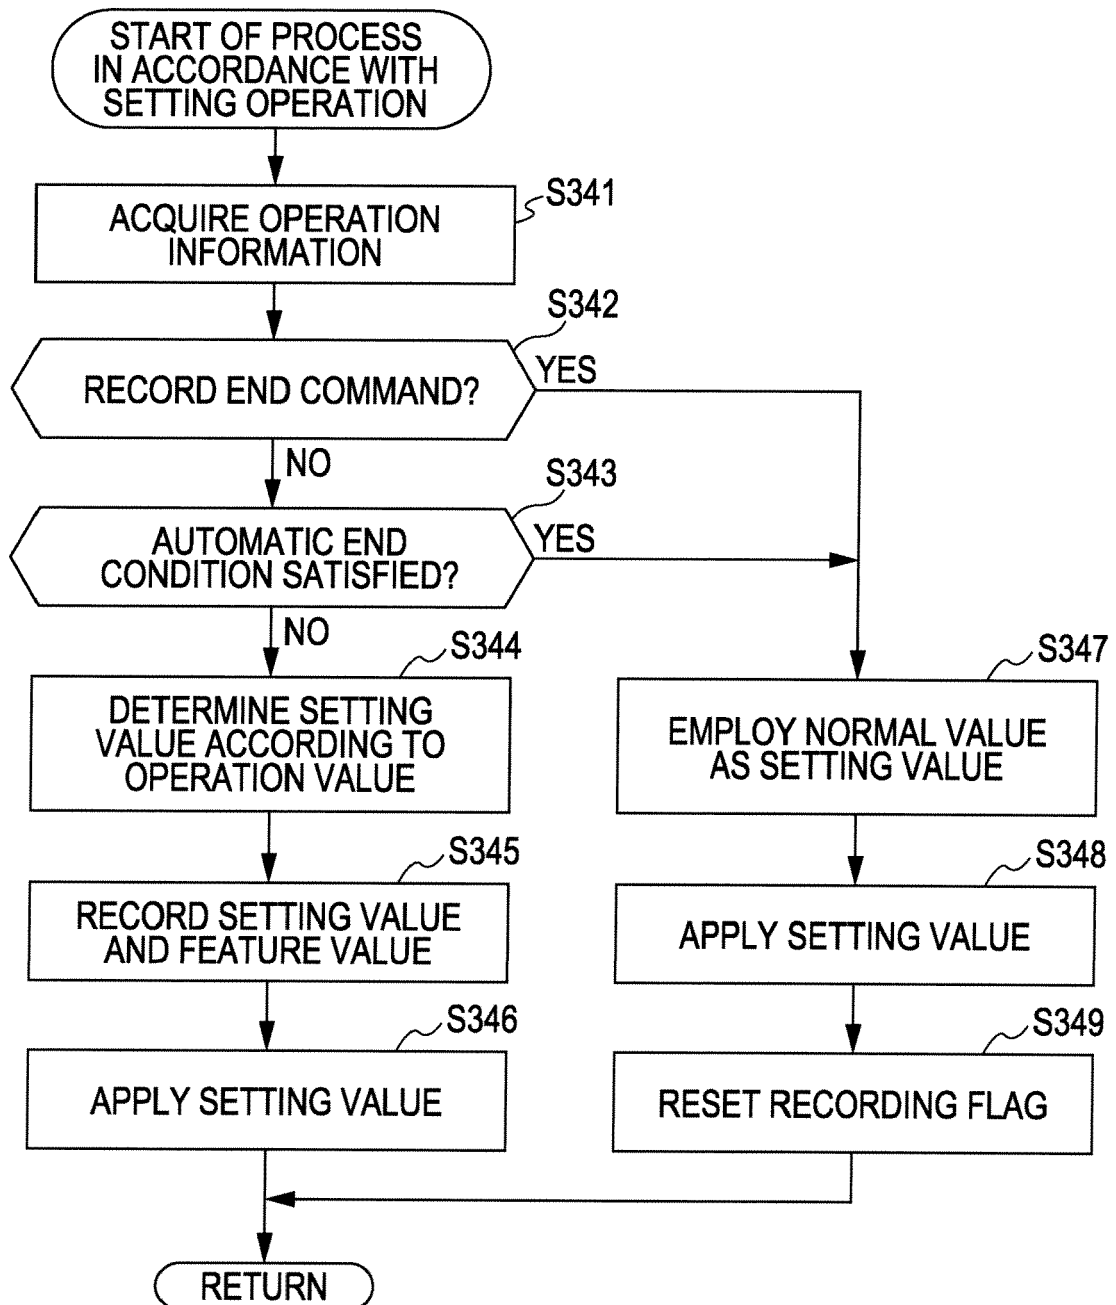 START OF PROCESS
IN ACCORDANCE WITH
SETTING OPERATION
S341
ACQUIRE OPERATION
INFORMATION
S342
RECORD END COMMAND?
YES
NO
S343
AUTOMATIC END
CONDITION SATISFIED?
YES
NO
S344
DETERMINE SETTING
VALUE ACCORDING TO
OPERATION VALUE
S345
RECORD SETTING VALUE
AND FEATURE VALUE
S346
APPLY SETTING VALUE
S347
EMPLOY NORMAL VALUE
AS SETTING VALUE
S348
APPLY SETTING VALUE
S349
RESET RECORDING FLAG
RETURN